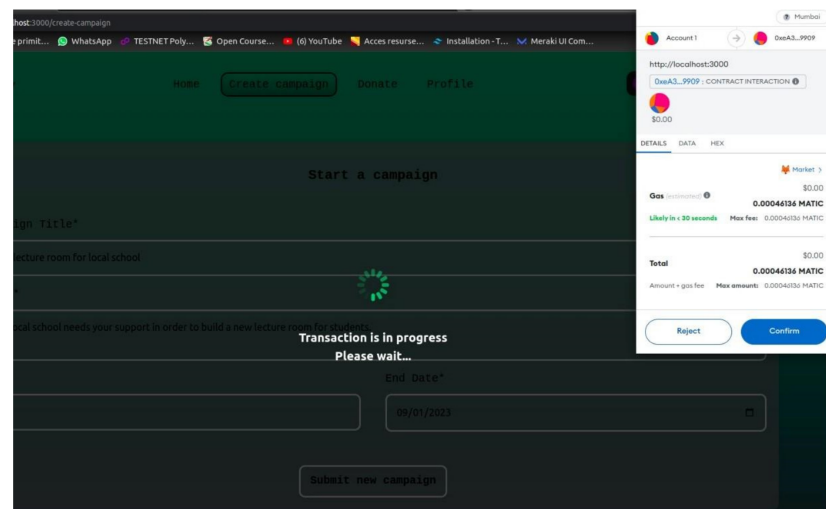 host:3000/create-campaign
e primit... WhatsApp TESTNET Poly... Open Course... (6) YouTube Acces resurse... Installation - T... Meraki UI Com...
Home Create campaign Donate Profile
Start a campaign
ign Title*
lecture room for local school
*
ocal school needs your support in order to build a new lecture room for students.
Transaction is in progress
Please wait...
End Date*
09/01/2023
Submit new campaign
Mumbai
Account 1 0xeA3...9909
http://localhost:3000
0xeA3...9909 : CONTRACT INTERACTION
$0.00
DETAILS DATA HEX
Market >
$0.00
Gas (estimated) 0.00046136 MATIC
Likely in < 30 seconds Max fee: 0.00046136 MATIC
$0.00
Total 0.00046136 MATIC
Amount + gas fee Max amount: 0.00046136 MATIC
Reject Confirm